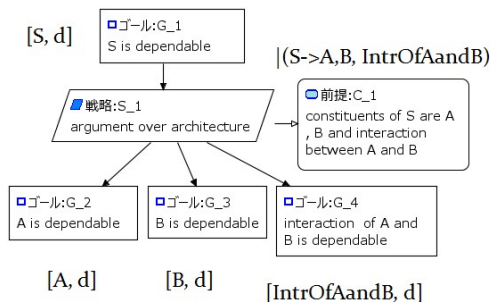 [S, d]
ゴール:G_1
S is dependable
|(S->A,B, IntrOfAandB)
戦略:S_1
argument over architecture
前提:C_1
constituents of S are A
, B and interaction
between A and B
ゴール:G_2
A is dependable
ゴール:G_3
B is dependable
ゴール:G_4
interaction of A and
B is dependable
[A, d]
[B, d]
[IntrOfAandB, d]